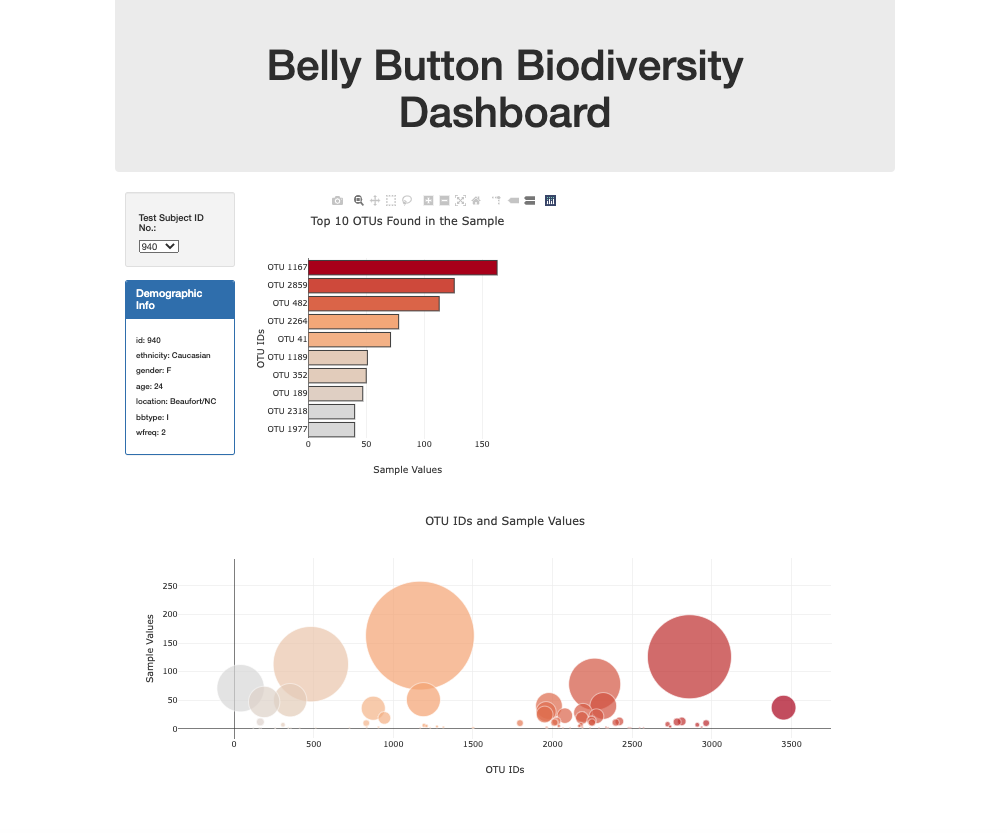 Belly Button Biodiversity
Dashboard
Test Subject ID
No.:
940
Demographic
Info
id: 940
ethnicity: Caucasian
gender: F
age: 24
location: Beaufort/NC
bbtype: I
wfreq: 2
Top 10 OTUs Found in the Sample
OTU 1167
OTU 2859
OTU 482
OTU 2264
OTU 41
OTU 1189
OTU 352
OTU 189
OTU 2318
OTU 1977
OTU IDs
0 50 100 150
Sample Values
OTU IDs and Sample Values
250
200
150
100
50
0
Sample Values
0 500 1000 1500 2000 2500 3000 3500
OTU IDs